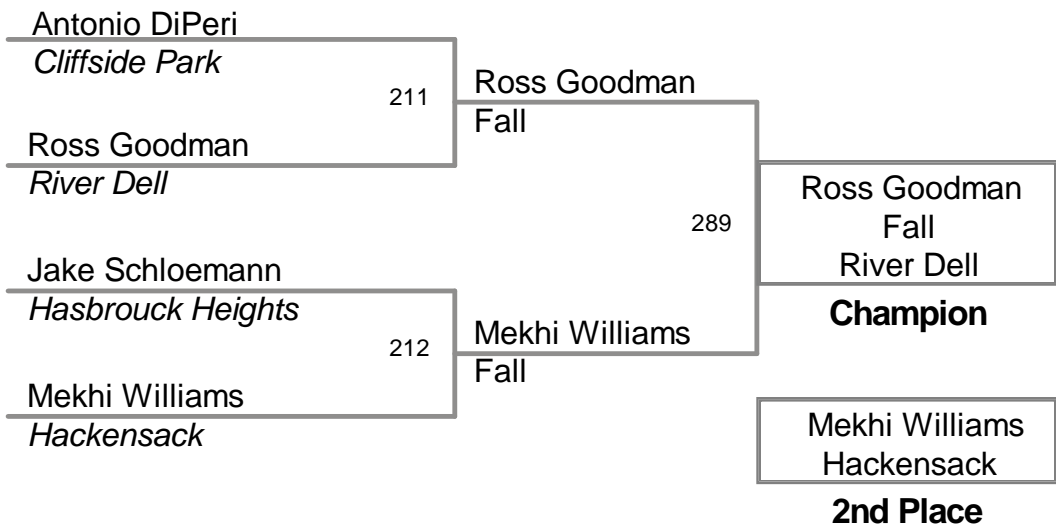 Antonio DiPeri
Cliffside Park
211
Ross Goodman
Fall
Ross Goodman
River Dell
289
Ross Goodman
Fall
River Dell
Champion
Jake Schloemann
Hasbrouck Heights
212
Mekhi Williams
Fall
Mekhi Williams
Hackensack
Mekhi Williams
Hackensack
2nd Place